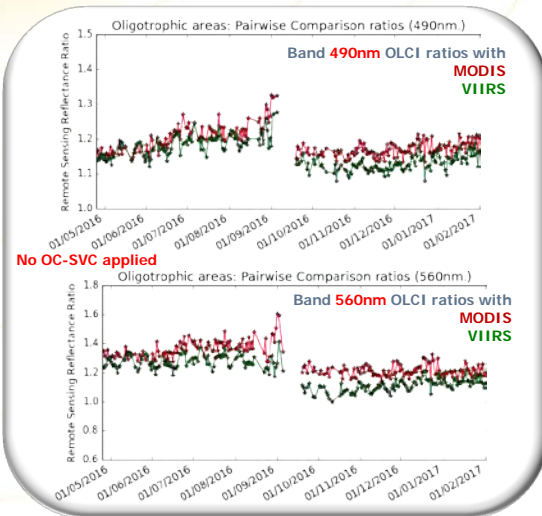 Oligotrophic areas: Pairwise Comparison ratios (490nm.)
Band 490nm OLCI ratios with
MODIS
VIIRS
Remote Sensing Reflectance Ratio
1.5
1.4
1.3
1.2
1.1
1.0
01/05/2016 01/06/2016 01/07/2016 01/08/2016 01/09/2016 01/10/2016 01/11/2016 01/12/2016 01/01/2017 01/02/2017
No OC-SVC applied
Oligotrophic areas: Pairwise Comparison ratios (560nm.)
Band 560nm OLCI ratios with
MODIS
VIIRS
Remote Sensing Reflectance Ratio
1.8
1.6
1.4
1.2
1.0
0.8
0.6
01/05/2016 01/06/2016 01/07/2016 01/08/2016 01/09/2016 01/10/2016 01/11/2016 01/12/2016 01/01/2017 01/02/2017